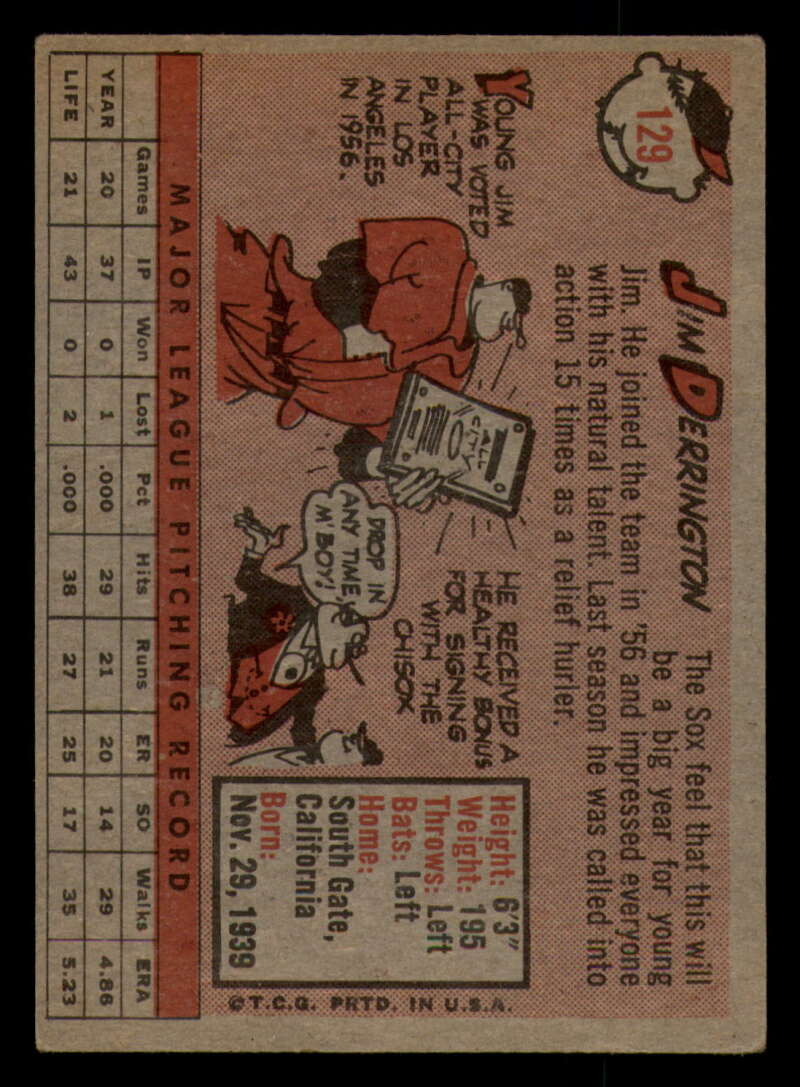 129
JIM DERRINGTON
The Sox feel that this will
be a big year for young
Jim. He joined the team in '56 and impressed everyone
with his natural talent. Last season he was called into
action 15 times as a relief hurler.
YOUNG JIM
WAS VOTED
ALL-CITY
PLAYER
IN LOS
ANGELES
IN 1956.
ALL
CITY
HE RECEIVED A
HEALTHY BONUS
FOR SIGNING
WITH THE
CHISOX
DROP IN
ANY TIME,
M'BOY!
Height: 6'3"
Weight: 195
Throws: Left
Bats: Left
Home:
South Gate,
California
Born:
Nov. 29, 1939
©T.C.G. PRTD. IN U.S.A.
MAJOR LEAGUE PITCHING RECORD
Games IP Won Lost Pct Hits Runs ER SO Walks ERA
YEAR 20 37 0 1 .000 29 21 20 14 29 4.86
LIFE 21 43 0 2 .000 38 27 25 17 35 5.23